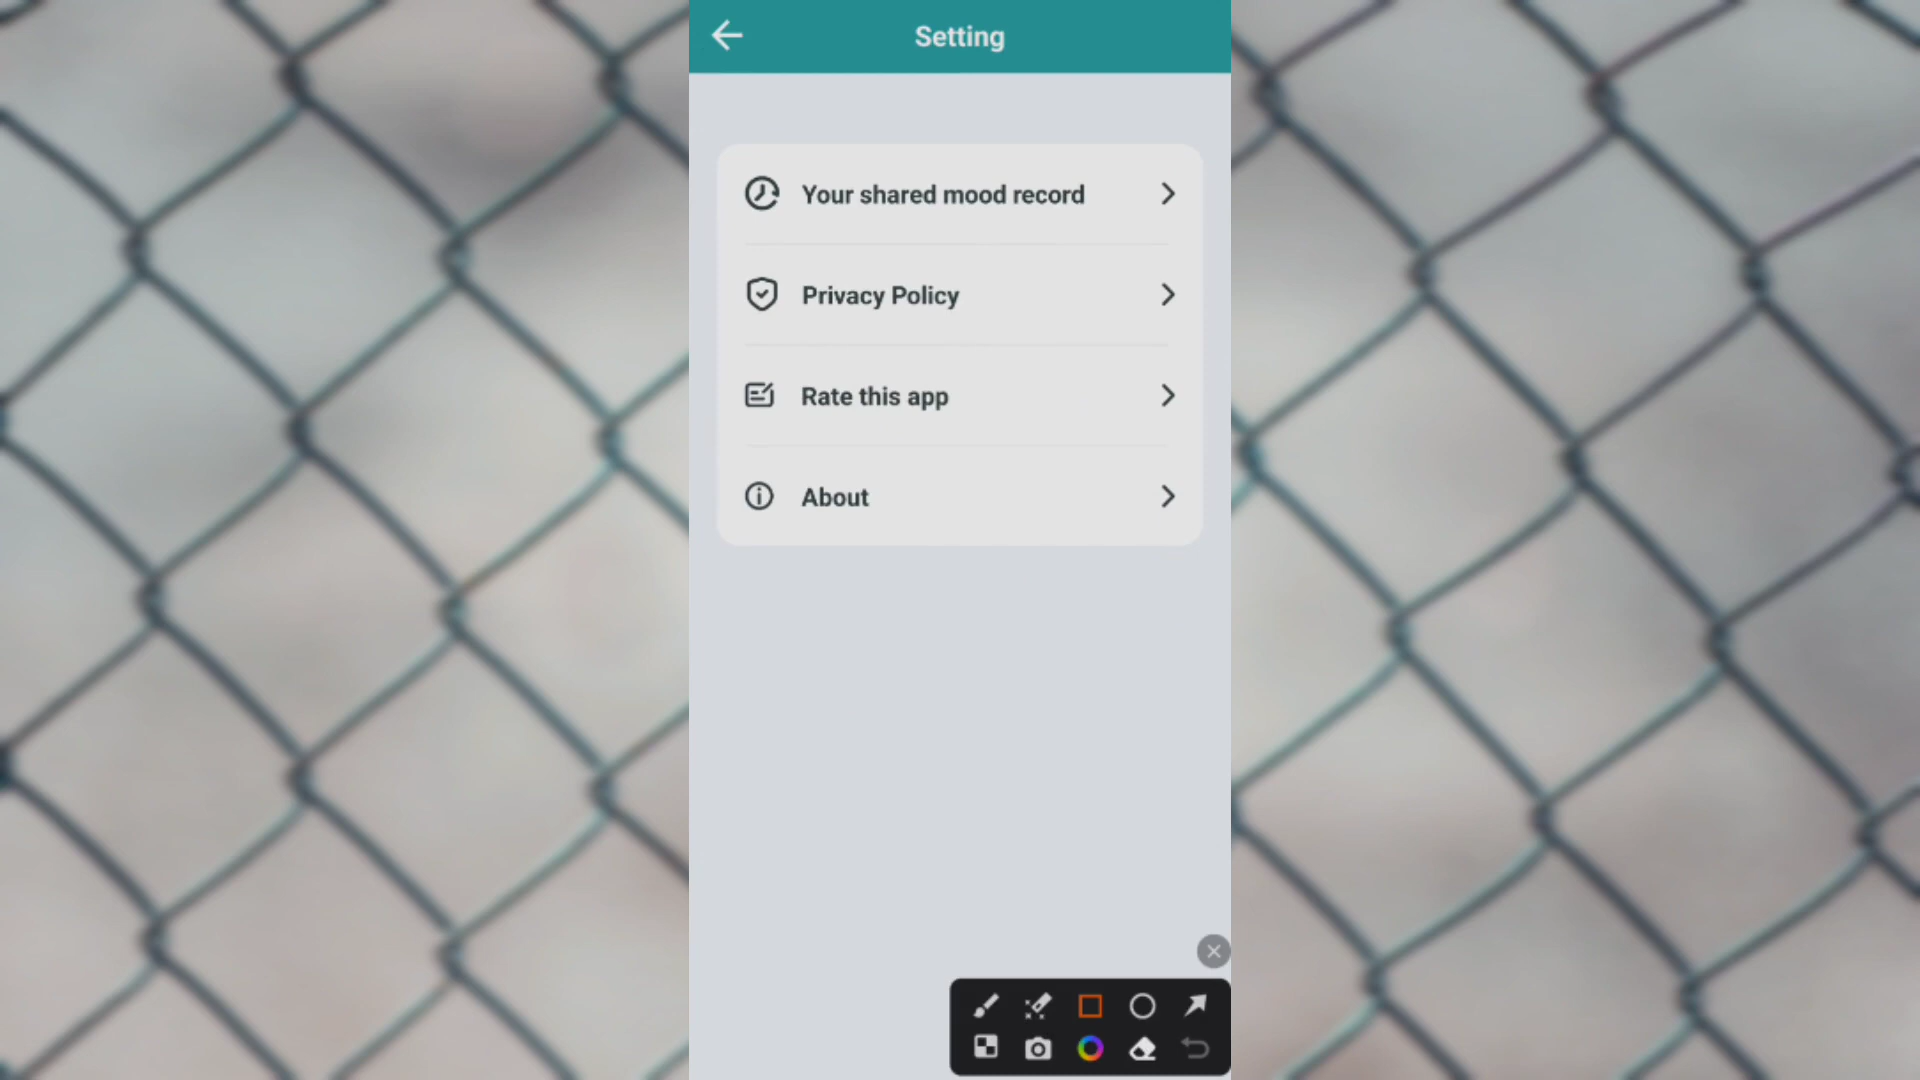 Setting
Your shared mood record
Privacy Policy
Rate this app
About